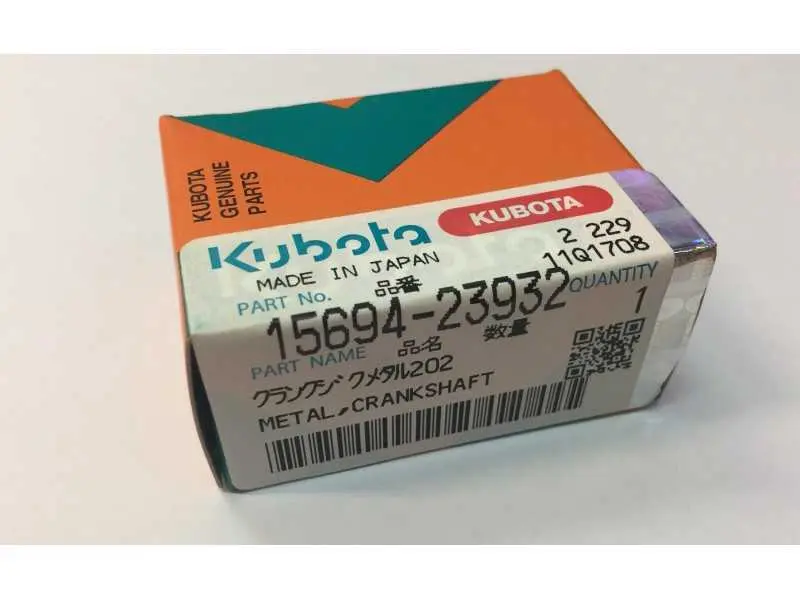 KUBOTA
GENUINE
PARTS
Kubota
KUBOTA
MADE IN JAPAN
2 229
11Q1708
PART No.
品番
15694-23932
QUANTITY
数量
1
PART NAME
品名
クランクジクメタル202
METAL,CRANKSHAFT